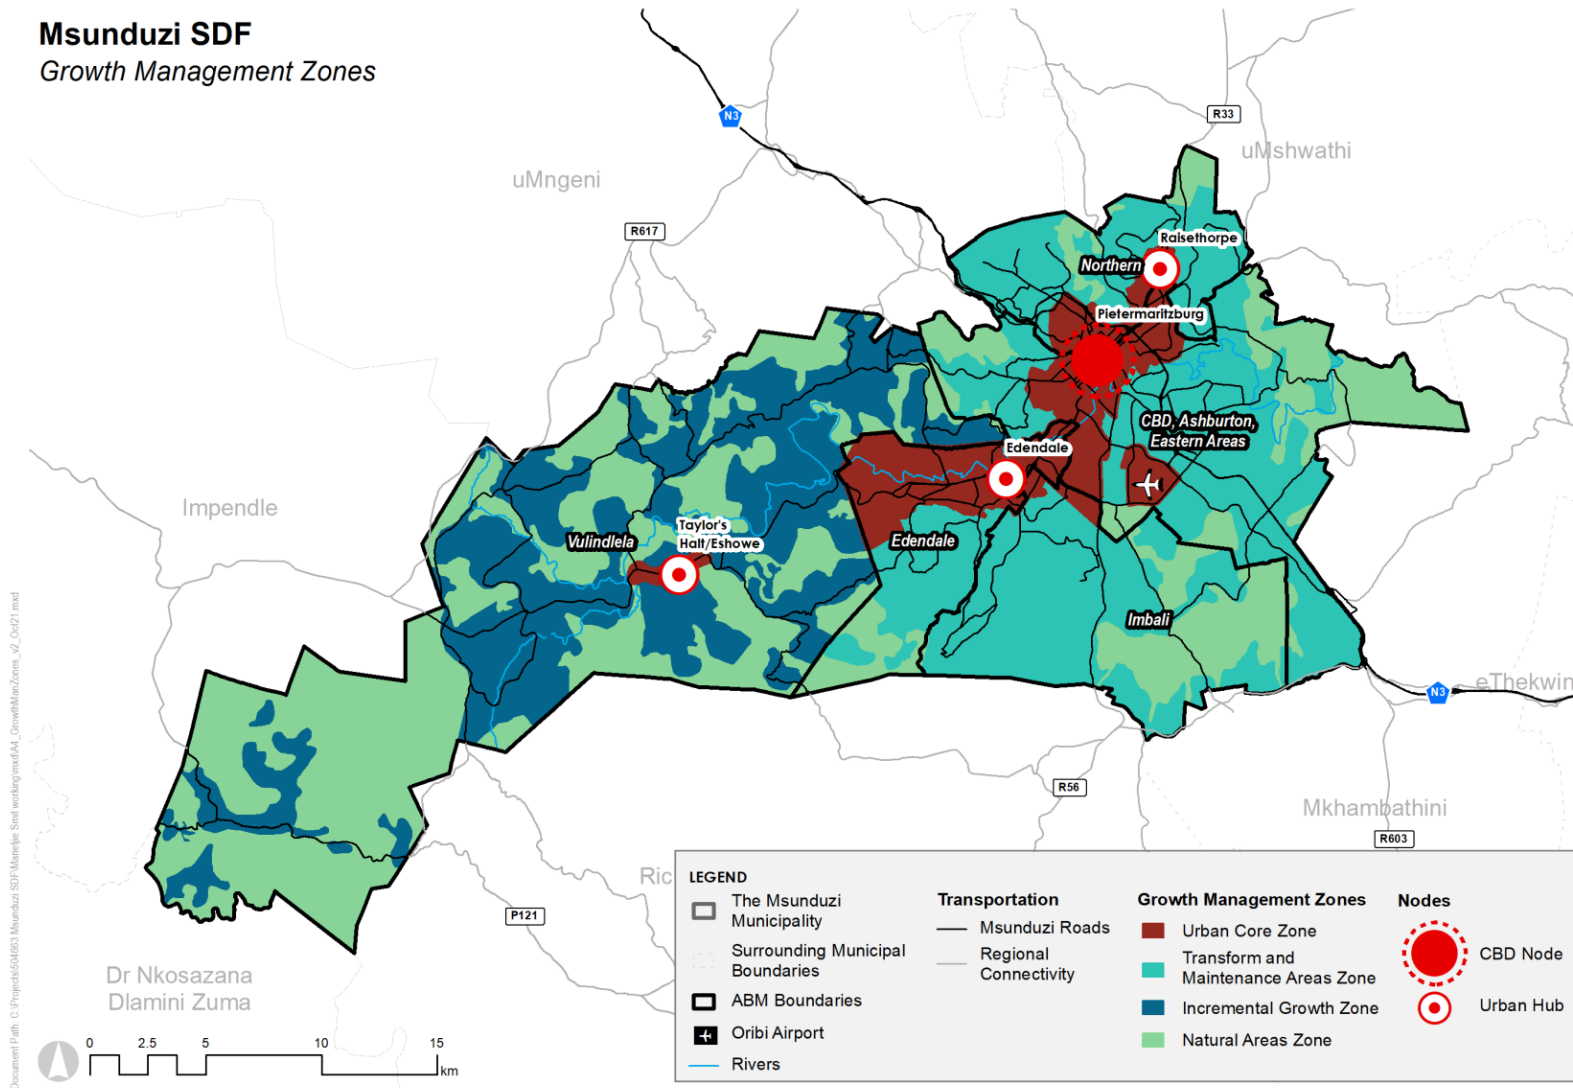 Msunduzi SDF
Growth Management Zones
N3
R33
uMshwathi
uMngeni
R617
Raisethorpe
Northern
Pietermaritzburg
CBD, Ashburton,
Eastern Areas
Edendale
Impendle
Taylor's
Halt/Eshowe
Vulindlela
Edendale
Imbali
eThekwin
N3
R56
Mkhambathini
R603
Ric
P121
Dr Nkosazana
Dlamini Zuma
0 2.5 5 10 15
km
LEGEND
The Msunduzi
Municipality
Surrounding Municipal
Boundaries
ABM Boundaries
Oribi Airport
Rivers
Transportation
Msunduzi Roads
Regional
Connectivity
Growth Management Zones
Urban Core Zone
Transform and
Maintenance Areas Zone
Incremental Growth Zone
Natural Areas Zone
Nodes
CBD Node
Urban Hub